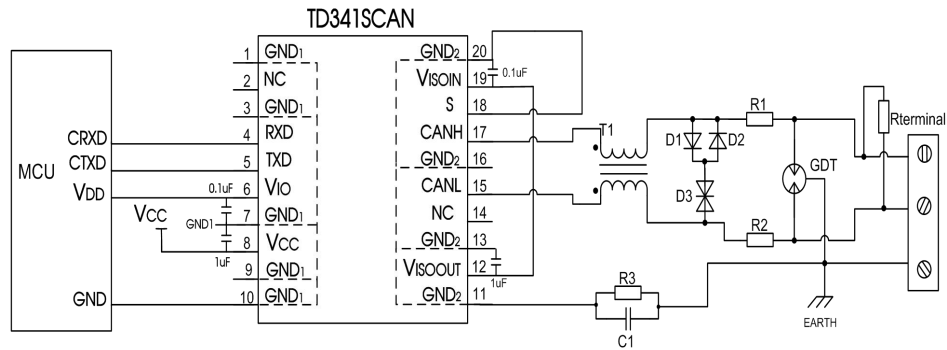 TD341SCAN
MCU
CRXD
CTXD
VDD
VCC
GND
0.1uF
GND1
1uF
1 GND1
2 NC
3 GND1
4 RXD
5 TXD
6 VIO
7 GND1
8 VCC
9 GND1
10 GND1
GND2 20
VISOIN 19
S 18
CANH 17
GND2 16
CANL 15
NC 14
GND2 13
VISOOUT 12
GND2 11
0.1uF
1uF
T1
D1
D2
D3
R1
R2
GDT
Rterminal
R3
C1
EARTH